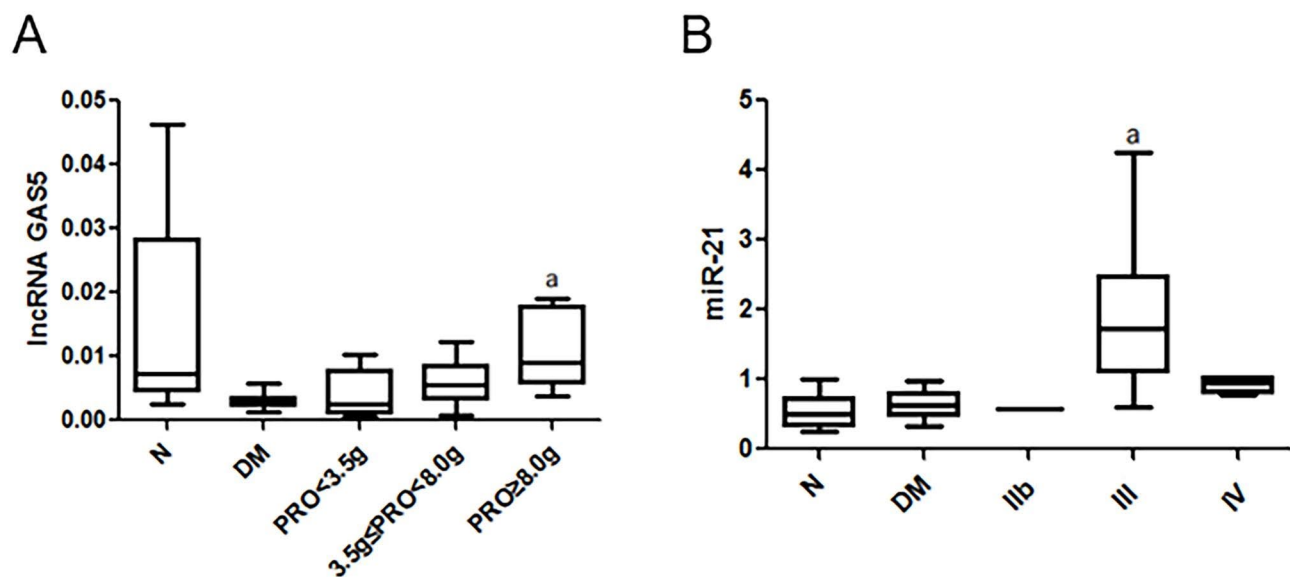 A
lncRNA GAS5
0.05
0.04
0.03
0.02
0.01
0.00
a
N
DM
PRO<3.5g
3.5g≤PRO<8.0g
PRO≥8.0g
B
miR-21
5
4
3
2
1
0
a
N
DM
IIb
III
IV